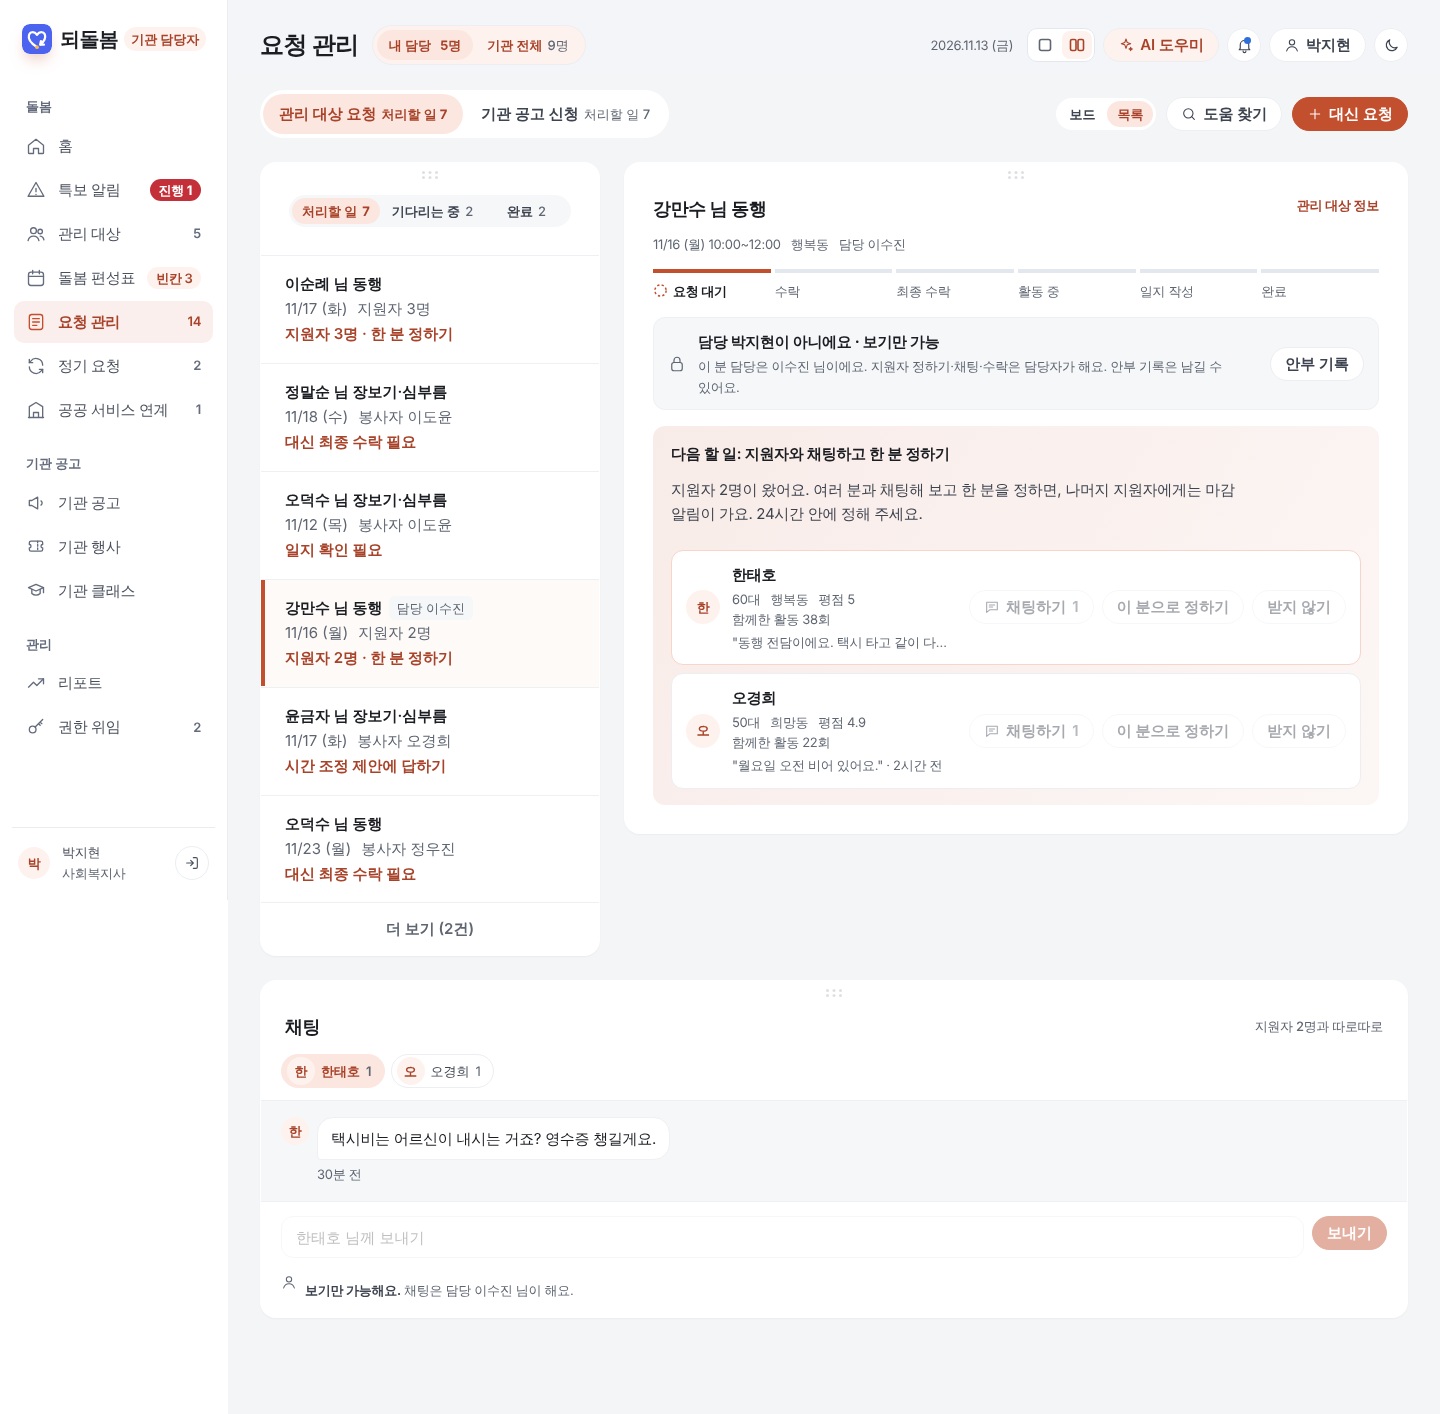 되돌봄 기관 담당자
돌봄
홈
특보 알림 진행 1
관리 대상 5
돌봄 편성표 빈칸 3
요청 관리 14
정기 요청 2
공공 서비스 연계 1
기관 공고
기관 공고
기관 행사
기관 클래스
관리
리포트
권한 위임 2
박 박지현
사회복지사
요청 관리 내 담당 5명 기관 전체 9명
2026.11.13 (금) AI 도우미 박지현
관리 대상 요청 처리할 일 7 기관 공고 신청 처리할 일 7
보드 목록 도움 찾기 + 대신 요청
처리할 일 7 기다리는 중 2 완료 2
이순례 님 동행
11/17 (화) 지원자 3명
지원자 3명 · 한 분 정하기
정말순 님 장보기·심부름
11/18 (수) 봉사자 이도윤
대신 최종 수락 필요
오덕수 님 장보기·심부름
11/12 (목) 봉사자 이도윤
일지 확인 필요
강만수 님 동행 담당 이수진
11/16 (월) 지원자 2명
지원자 2명 · 한 분 정하기
윤금자 님 장보기·심부름
11/17 (화) 봉사자 오경희
시간 조정 제안에 답하기
오덕수 님 동행
11/23 (월) 봉사자 정우진
대신 최종 수락 필요
더 보기 (2건)
강만수 님 동행 관리 대상 정보
11/16 (월) 10:00~12:00 행복동 담당 이수진
요청 대기 수락 최종 수락 활동 중 일지 작성 완료
담당 박지현이 아니에요 · 보기만 가능
이 분 담당은 이수진 님이에요. 지원자 정하기·채팅·수락은 담당자가 해요. 안부 기록은 남길 수
있어요.
안부 기록
다음 할 일: 지원자와 채팅하고 한 분 정하기
지원자 2명이 왔어요. 여러 분과 채팅해 보고 한 분을 정하면, 나머지 지원자에게는 마감
알림이 가요. 24시간 안에 정해 주세요.
한 한태호
60대 행복동 평점 5
함께한 활동 38회
"동행 전담이에요. 택시 타고 같이 다...
채팅하기 1 이 분으로 정하기 받지 않기
오 오경희
50대 희망동 평점 4.9
함께한 활동 22회
"월요일 오전 비어 있어요." · 2시간 전
채팅하기 1 이 분으로 정하기 받지 않기
채팅 지원자 2명과 따로따로
한 한태호 1 오 오경희 1
한 택시비는 어르신이 내시는 거죠? 영수증 챙길게요.
30분 전
한태호 님께 보내기 보내기
보기만 가능해요. 채팅은 담당 이수진 님이 해요.